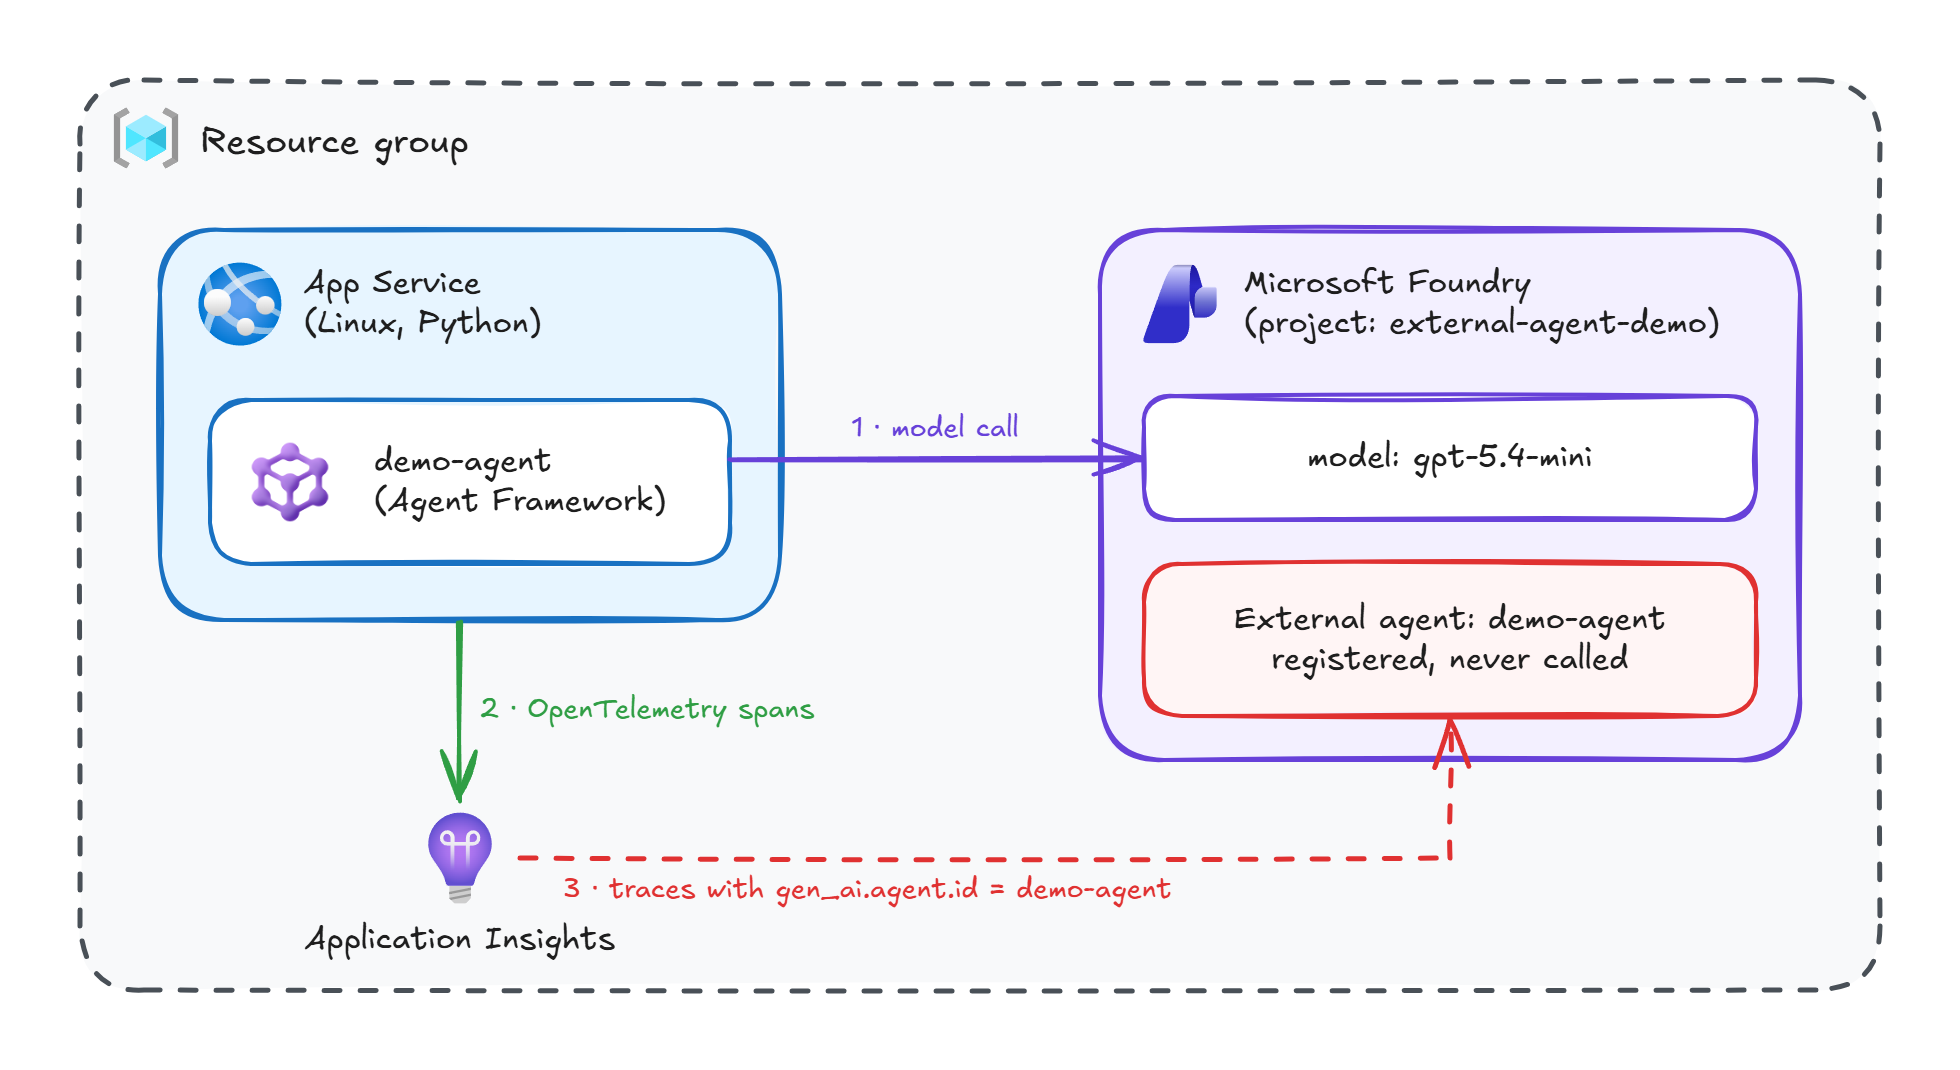 Resource group
App Service
(Linux, Python)
demo-agent
(Agent Framework)
1 · model call
Microsoft Foundry
(project: external-agent-demo)
model: gpt-5.4-mini
External agent: demo-agent
registered, never called
2 · OpenTelemetry spans
3 · traces with gen_ai.agent.id = demo-agent
Application Insights